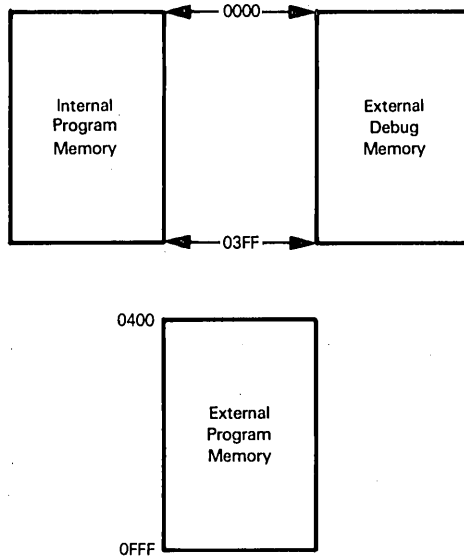 0000
Internal
Program
Memory
External
Debug
Memory
03FF
0400
External
Program
Memory
0FFF